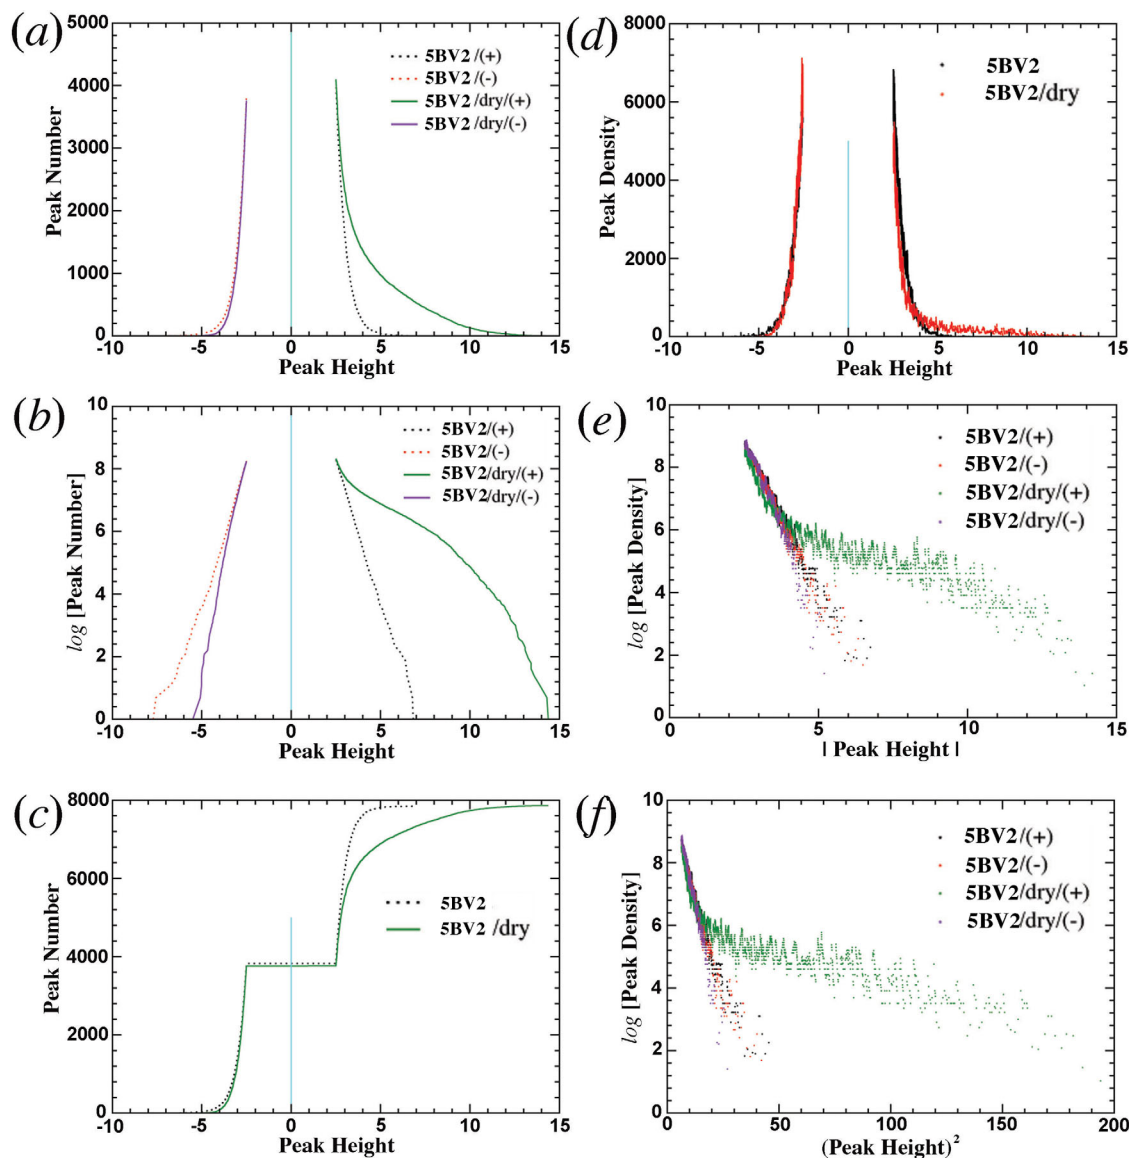 (a)
5000
4000
3000
2000
1000
0
Peak Number
5BV2/(+)
5BV2/(-)
5BV2/dry/(+)
5BV2/dry/(-)
-10 -5 0 5 10 15
Peak Height
(d)
8000
6000
4000
2000
0
Peak Density
5BV2
5BV2/dry
-10 -5 0 5 10 15
Peak Height
(b)
10
8
6
4
2
0
log [Peak Number]
5BV2/(+)
5BV2/(-)
5BV2/dry/(+)
5BV2/dry/(-)
-10 -5 0 5 10 15
Peak Height
(e)
10
8
6
4
2
0
log [Peak Density]
5BV2/(+)
5BV2/(-)
5BV2/dry/(+)
5BV2/dry/(-)
0 5 10 15
| Peak Height |
(c)
8000
6000
4000
2000
0
Peak Number
5BV2
5BV2 /dry
-10 -5 0 5 10 15
Peak Height
(f)
10
8
6
4
2
0
log [Peak Density]
5BV2/(+)
5BV2/(-)
5BV2/dry/(+)
5BV2/dry/(-)
0 50 100 150 200
(Peak Height)²